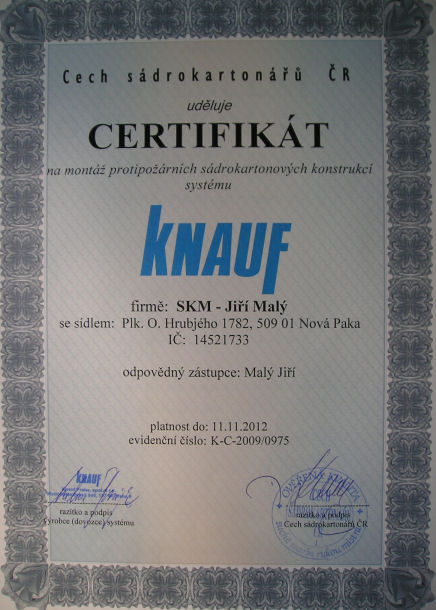 Cech sádrokartonářů ČR
uděluje
CERTIFIKÁT
na montáž protipožárních sádrokartonových konstrukcí
systému
KNAUF
firmě: SKM - Jiří Malý
se sídlem: Plk. O. Hrubjého 1782, 509 01 Nová Paka
IČ: 14521733
odpovědný zástupce: Malý Jiří
platnost do: 11.11.2012
evidenční číslo: K-C-2009/0975
KNAUF
razítko a podpis
výrobce (dovozce) systému
razítko a podpis
Cech sádrokartonářů ČR